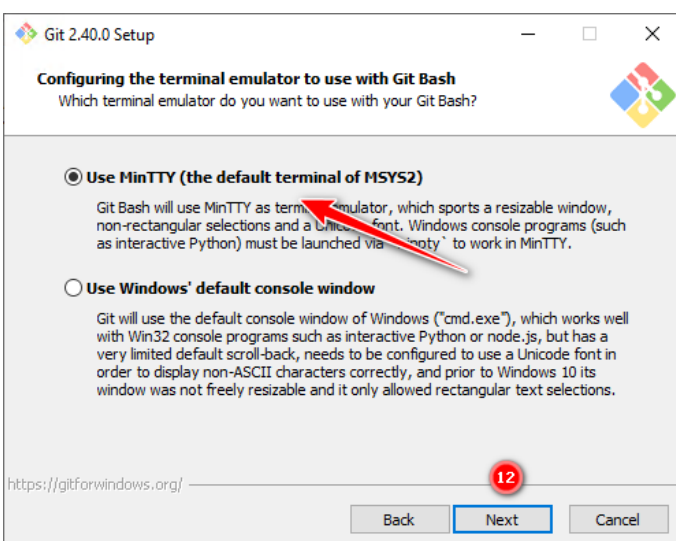 Git 2.40.0 Setup
Configuring the terminal emulator to use with Git Bash
Which terminal emulator do you want to use with your Git Bash?
Use MinTTY (the default terminal of MSYS2)
Git Bash will use MinTTY as terminal emulator, which sports a resizable window,
non-rectangular selections and a Unicode font. Windows console programs (such
as interactive Python) must be launched via `winpty` to work in MinTTY.
Use Windows' default console window
Git will use the default console window of Windows ("cmd.exe"), which works well
with Win32 console programs such as interactive Python or node.js, but has a
very limited default scroll-back, needs to be configured to use a Unicode font in
order to display non-ASCII characters correctly, and prior to Windows 10 its
window was not freely resizable and it only allowed rectangular text selections.
https://gitforwindows.org/
12
Back
Next
Cancel